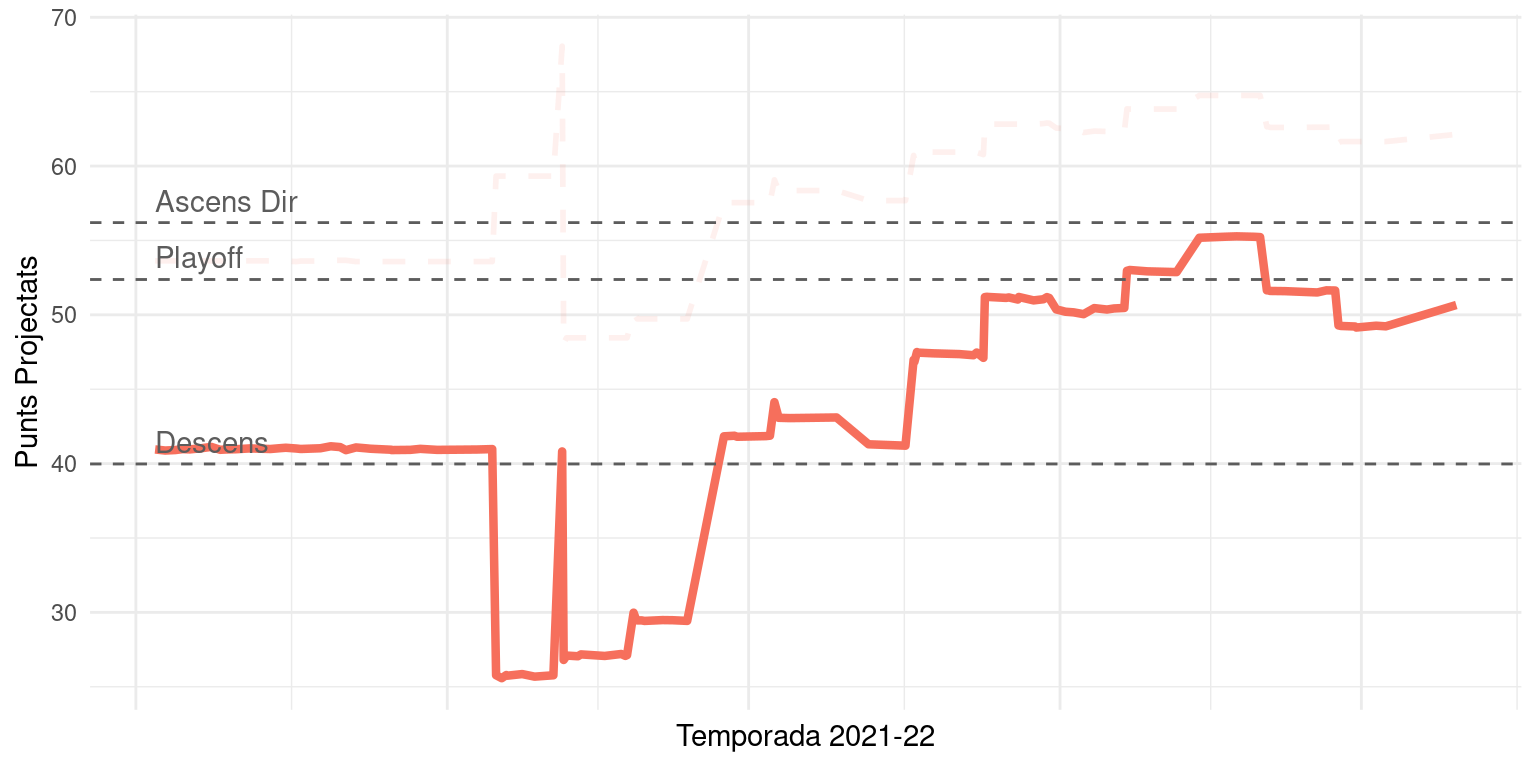 70
60
50
40
30
Punts Projectats
Ascens Dir
Playoff
Descens
Temporada 2021-22